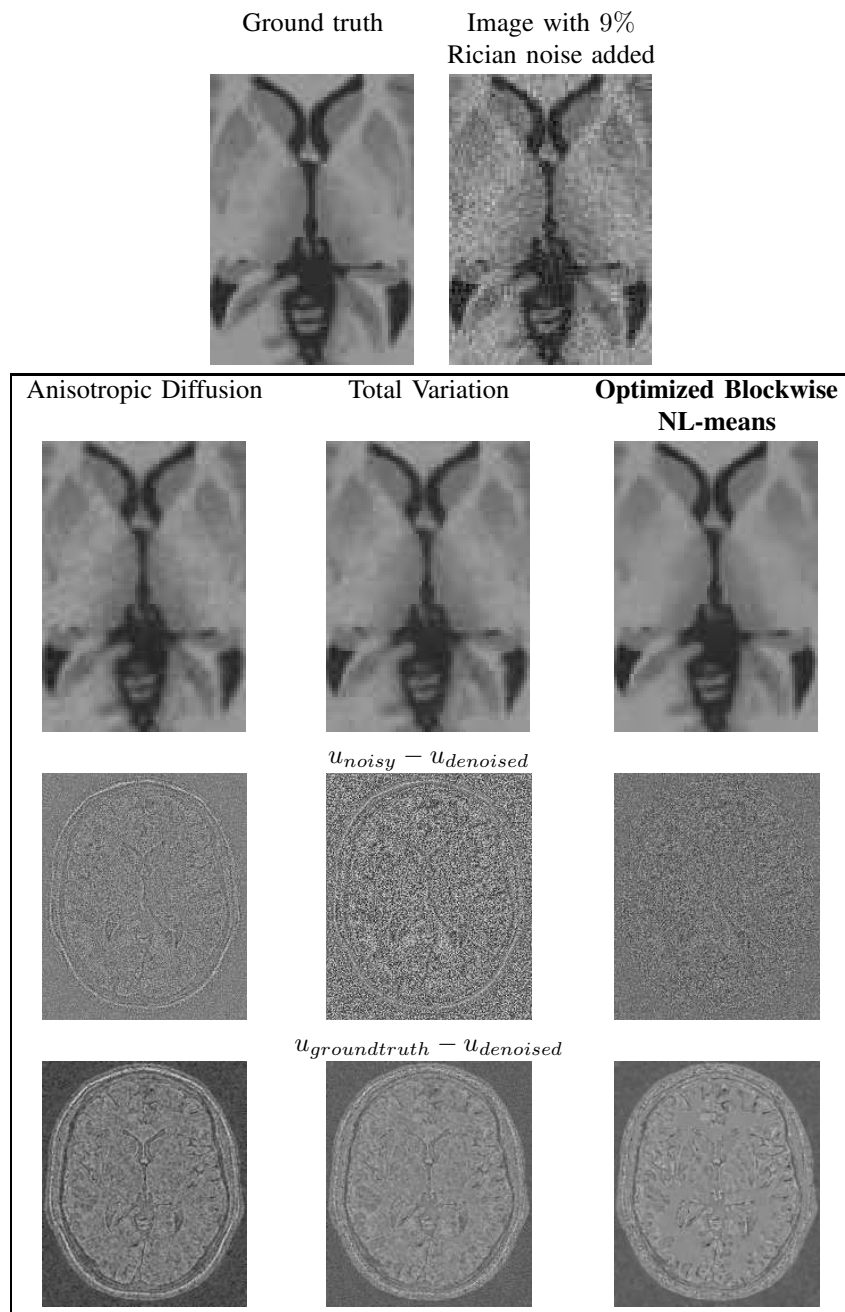 Ground truth
Image with 9%
Rician noise added
Anisotropic Diffusion
Total Variation
Optimized Blockwise
NL-means
u_{noisy} − u_{denoised}
u_{groundtruth} − u_{denoised}